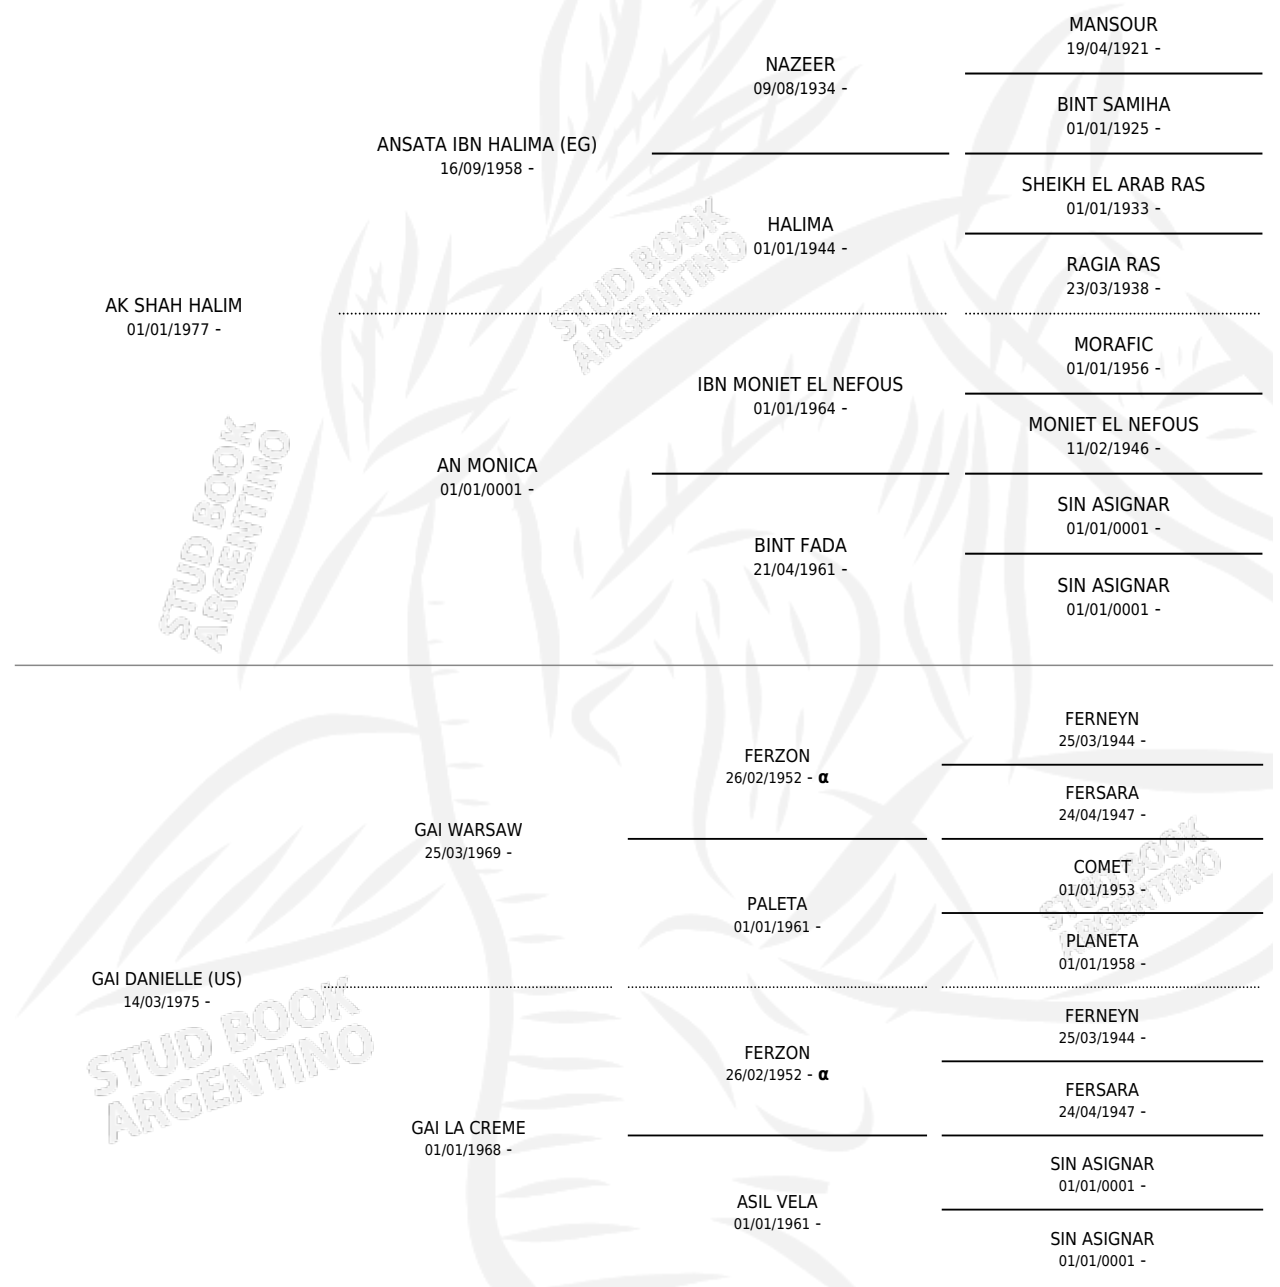 MANSOUR
19/04/1921 -
NAZEER
09/08/1934 -
BINT SAMIHA
01/01/1925 -
ANSATA IBN HALIMA (EG)
16/09/1958 -
SHEIKH EL ARAB RAS
01/01/1933 -
HALIMA
01/01/1944 -
RAGIA RAS
23/03/1938 -
AK SHAH HALIM
01/01/1977 -
MORAFIC
01/01/1956 -
IBN MONIET EL NEFOUS
01/01/1964 -
MONIET EL NEFOUS
11/02/1946 -
AN MONICA
01/01/0001 -
SIN ASIGNAR
01/01/0001 -
BINT FADA
21/04/1961 -
SIN ASIGNAR
01/01/0001 -
STUD BOOK
ARGENTINO
STUD BOOK
ARGENTINO
FERNEYN
25/03/1944 -
FERZON
26/02/1952 - α
FERSARA
24/04/1947 -
GAI WARSAW
25/03/1969 -
COMET
01/01/1953 -
PALETA
01/01/1961 -
PLANETA
01/01/1958 -
GAI DANIELLE (US)
14/03/1975 -
FERNEYN
25/03/1944 -
FERZON
26/02/1952 - α
FERSARA
24/04/1947 -
GAI LA CREME
01/01/1968 -
SIN ASIGNAR
01/01/0001 -
ASIL VELA
01/01/1961 -
SIN ASIGNAR
01/01/0001 -
STUD BOOK
ARGENTINO
STUD BOOK
ARGENTINO